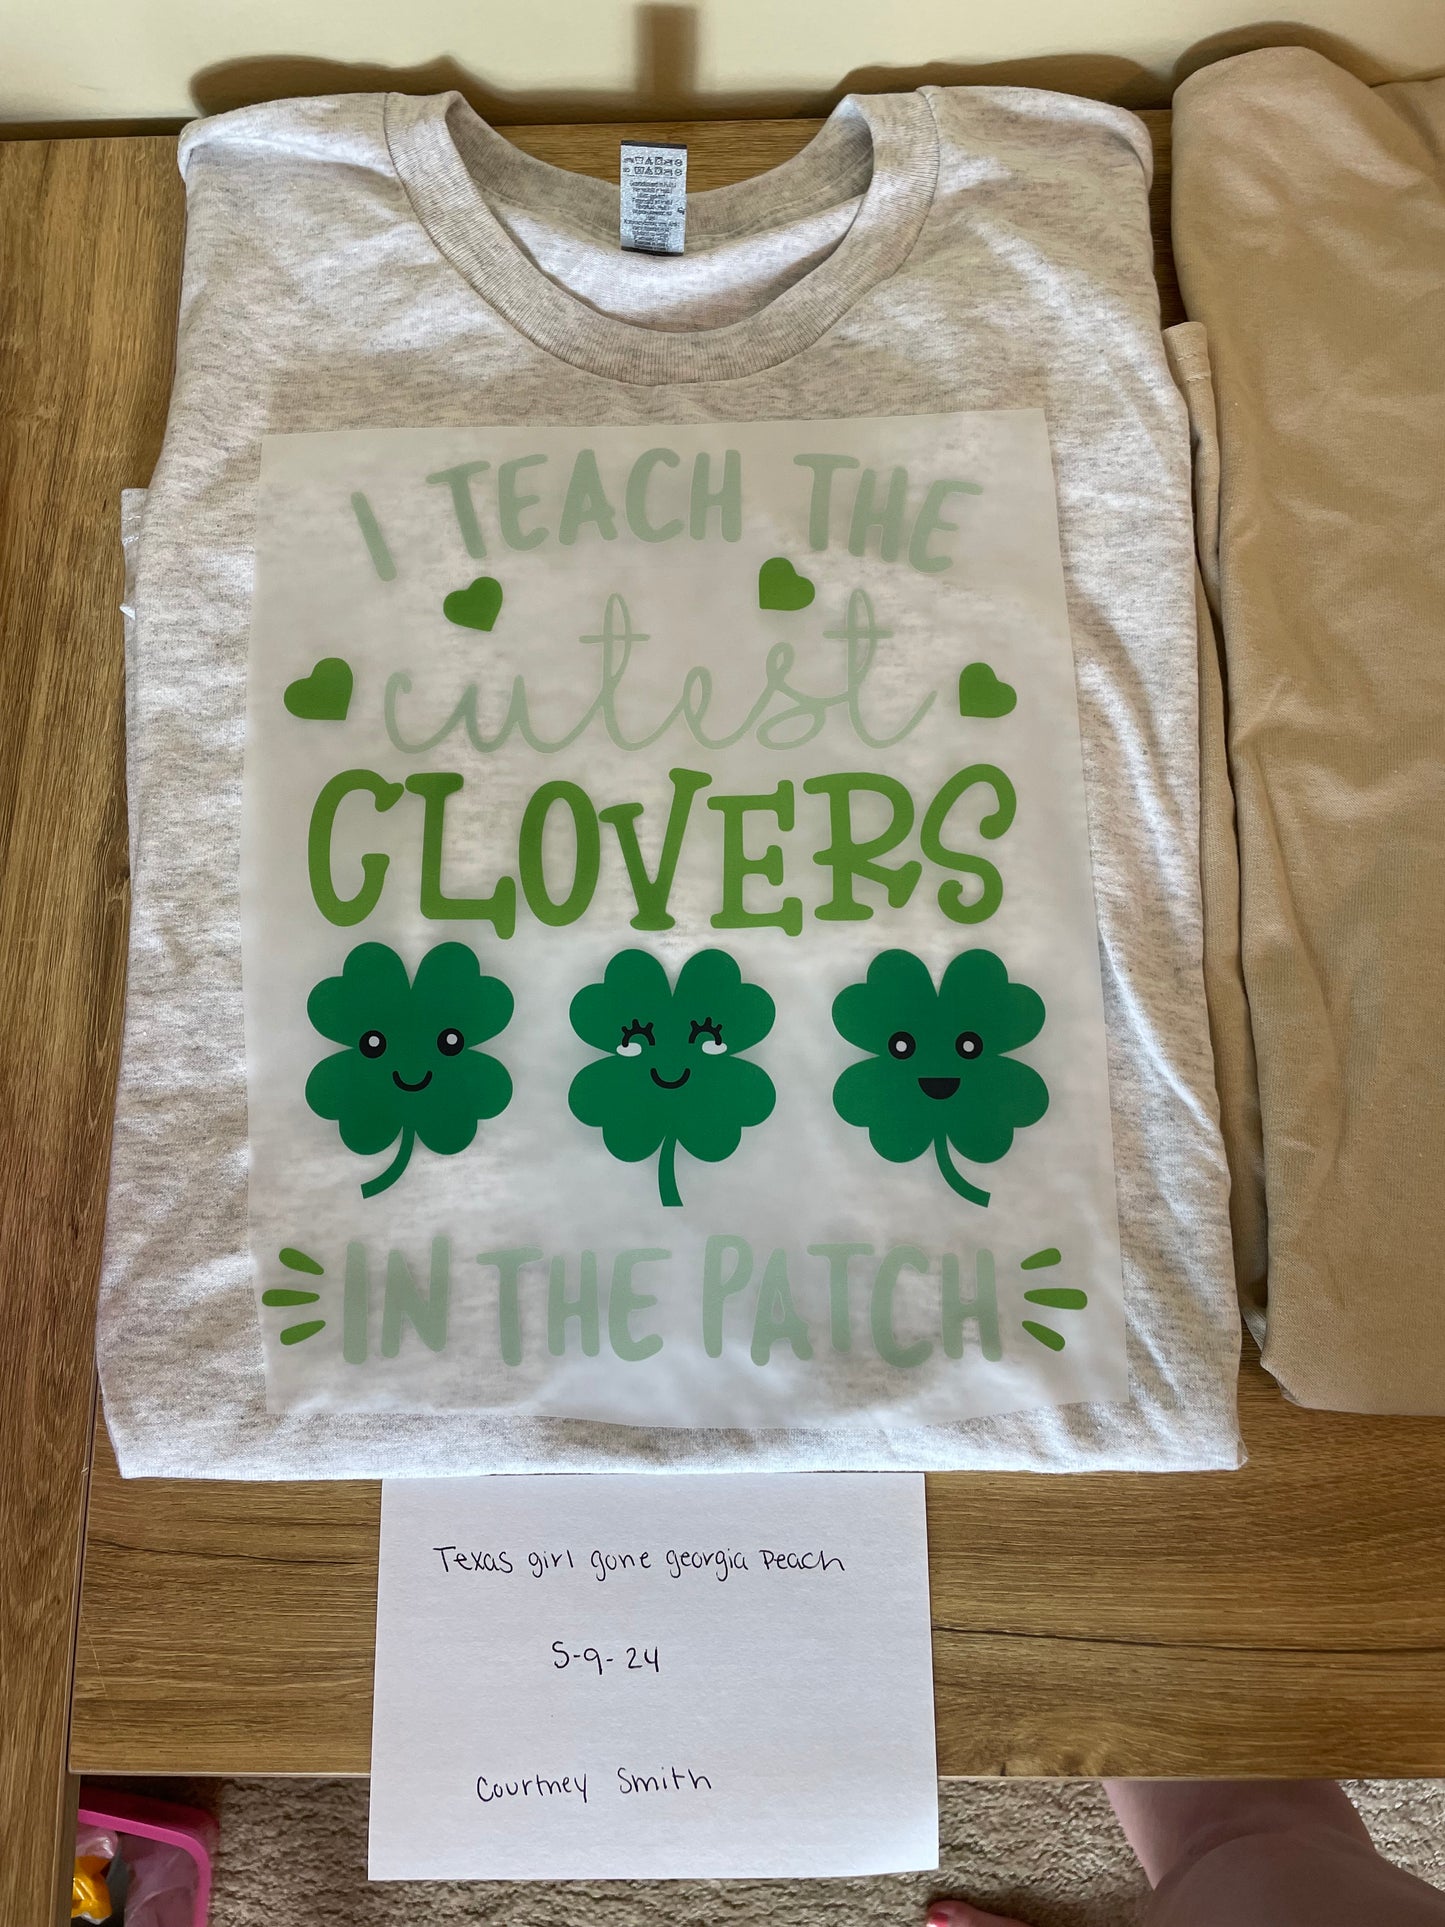 I TEACH THE
cutest
CLOVERS
IN THE PATCH
Texas girl gone georgia Peach
5-9-24
Courtney Smith